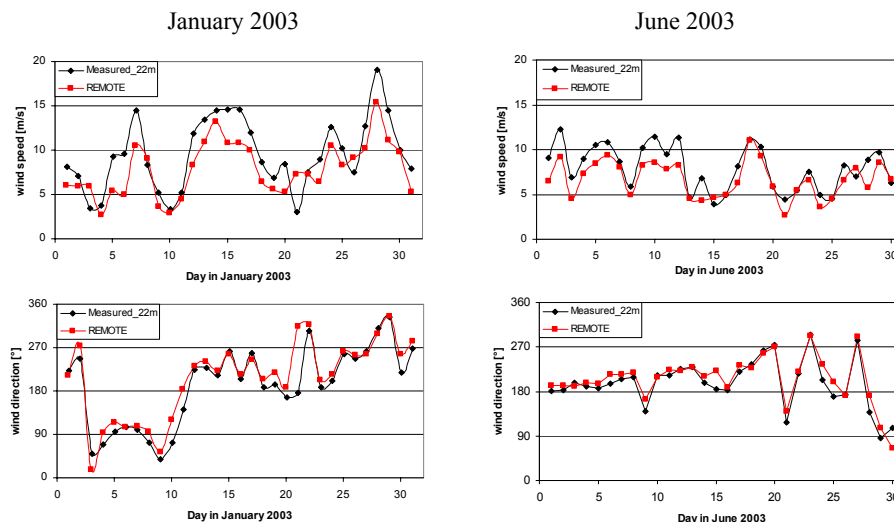 January 2003
June 2003
wind speed [m/s]
20
15
10
5
0
Measured_22m
REMOTE
0 5 10 15 20 25 30
Day in January 2003
wind speed [m/s]
20
15
10
5
0
Measured_22m
REMOTE
0 5 10 15 20 25 30
Day in June 2003
wind direction [°]
360
270
180
90
0
Measured_22m
REMOTE
0 5 10 15 20 25 30
Day in January 2003
wind direction [°]
360
270
180
90
0
Measured_22m
REMOTE
0 5 10 15 20 25 30
Day in June 2003